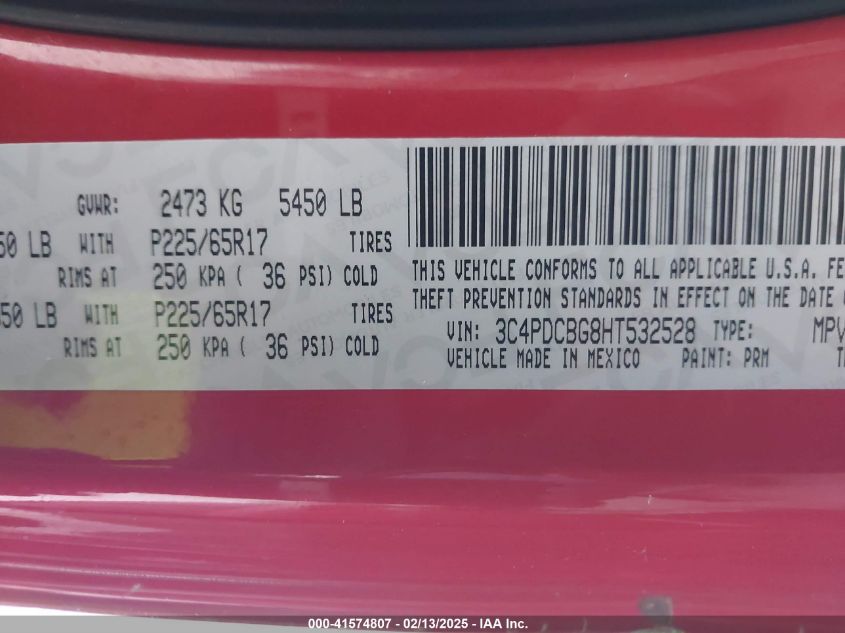 GVWR: 2473 KG 5450 LB
50 LB WITH P225/65R17 TIRES
RIMS AT 250 KPA ( 36 PSI) COLD
50 LB WITH P225/65R17 TIRES
RIMS AT 250 KPA ( 36 PSI) COLD
THIS VEHICLE CONFORMS TO ALL APPLICABLE U.S.A. FE
THEFT PREVENTION STANDARDS IN EFFECT ON THE DATE
VIN: 3C4PDCBG8HT532528 TYPE: MPV
VEHICLE MADE IN MEXICO PAINT: PRM
000-41574807 - 02/13/2025 - IAA Inc.